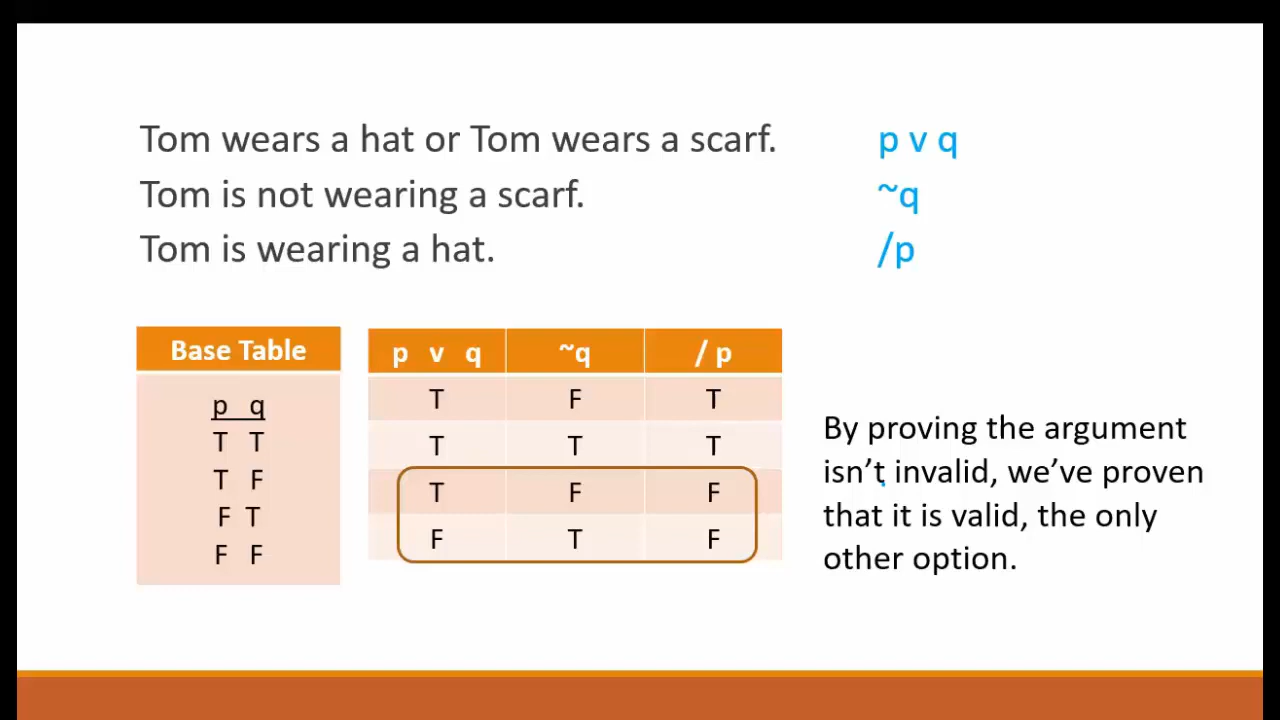 Tom wears a hat or Tom wears a scarf. p v q
Tom is not wearing a scarf. ~q
Tom is wearing a hat. /p
Base Table
p q
T T
T F
F T
F F
p v q ~q / p
T F T
T T T
T F F
F T F
By proving the argument
isn’t invalid, we’ve proven
that it is valid, the only
other option.